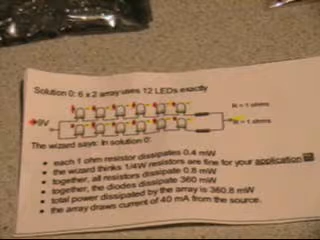 Solution 0: 6 x 2 array uses 12 LEDs exactly
R = 1 ohms
+9V
R = 1 ohms
The wizard says: In solution 0:
• each 1 ohm resistor dissipates 0.4 mW
• the wizard thinks 1/4W resistors are fine for your application
• together, all resistors dissipate 0.8 mW
• together, the diodes dissipate 360 mW
• total power dissipated by the array is 360.8 mW
• the array draws current of 40 mA from the source.